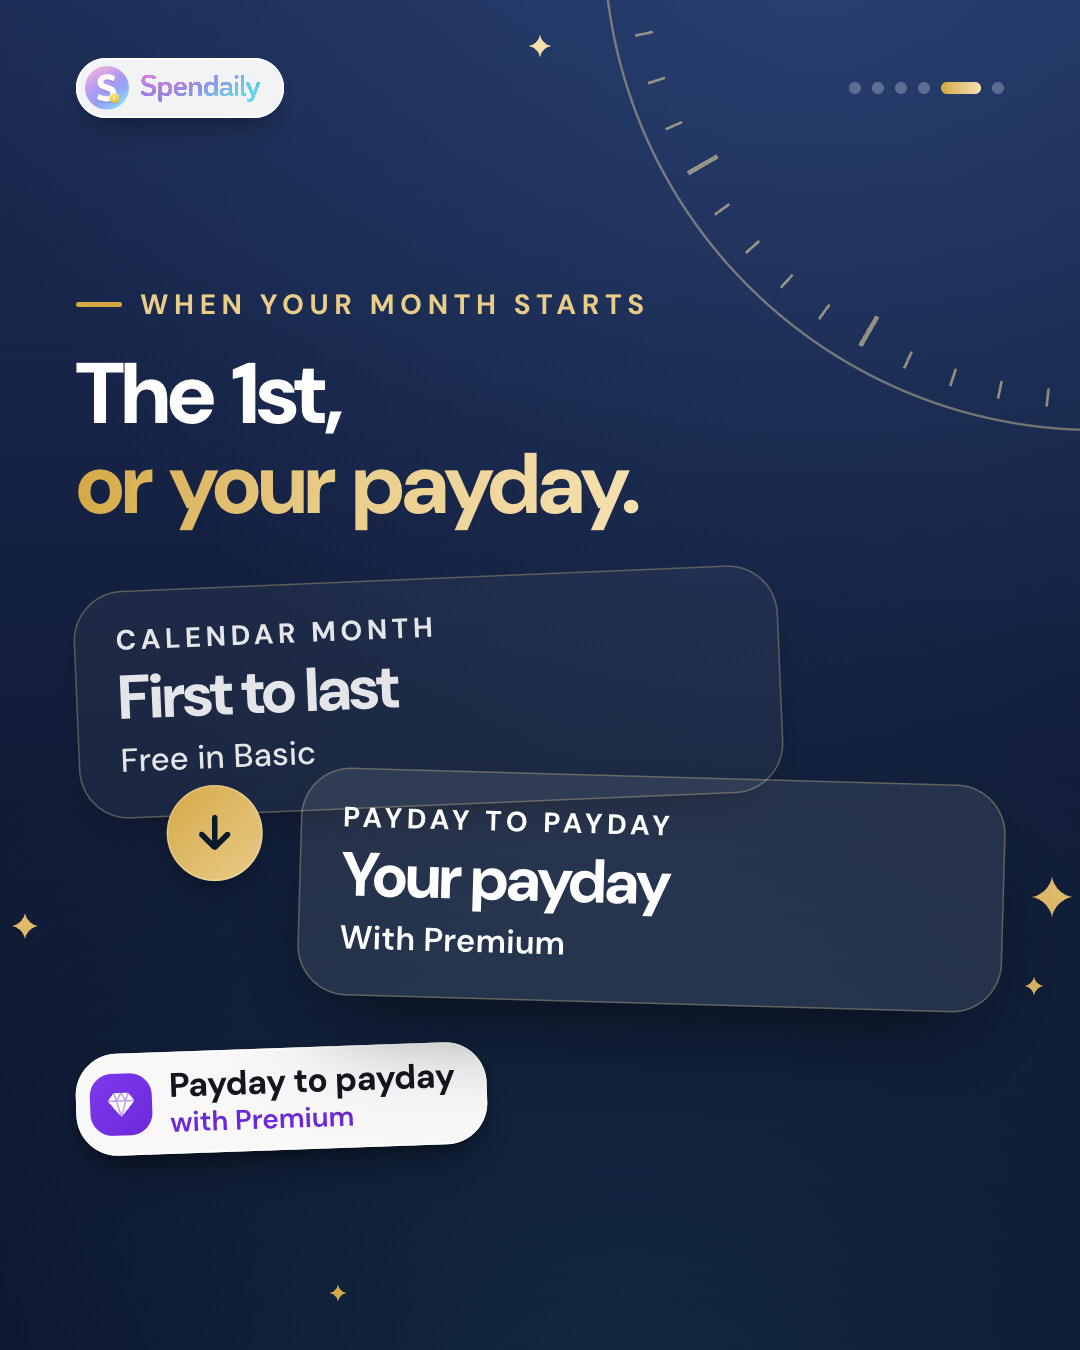 Spendaily
WHEN YOUR MONTH STARTS
The 1st,
or your payday.
CALENDAR MONTH
First to last
Free in Basic
PAYDAY TO PAYDAY
Your payday
With Premium
Payday to payday
with Premium